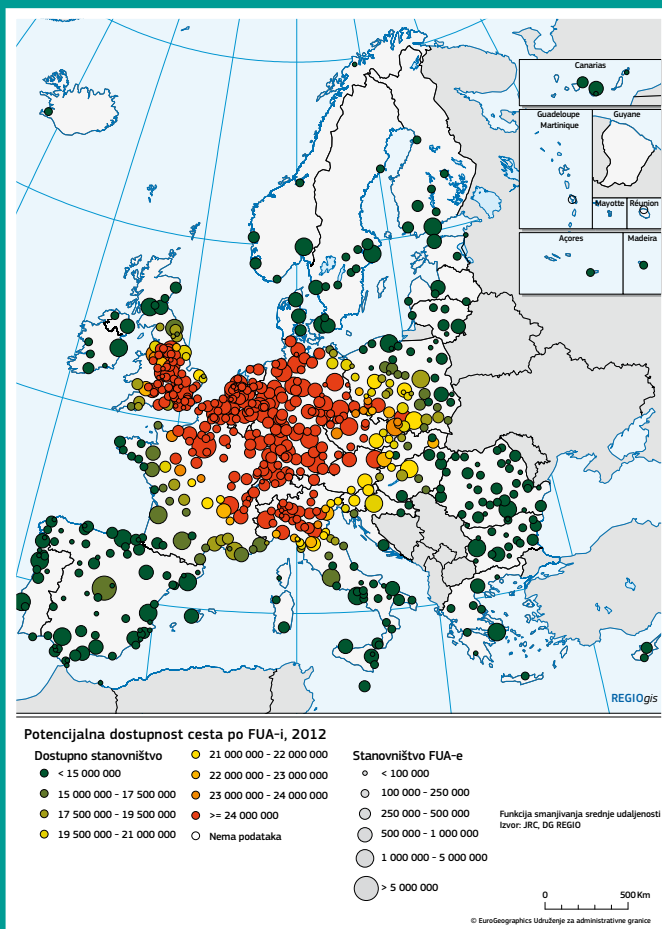 Canarias
Guadeloupe
Martinique
Guyane
Mayotte
Réunion
Açores
Madeira
REGIOgis
Potencijalna dostupnost cesta po FUA-i, 2012
Dostupno stanovništvo
< 15 000 000
15 000 000 - 17 500 000
17 500 000 - 19 500 000
19 500 000 - 21 000 000
21 000 000 - 22 000 000
22 000 000 - 23 000 000
23 000 000 - 24 000 000
>= 24 000 000
Nema podataka
Stanovništvo FUA-e
< 100 000
100 000 - 250 000
250 000 - 500 000
500 000 - 1 000 000
1 000 000 - 5 000 000
> 5 000 000
Funkcija smanjivanja srednje udaljenosti
Izvor: JRC, DG REGIO
0 500 Km
© EuroGeographics Udruženje za administrativne granice